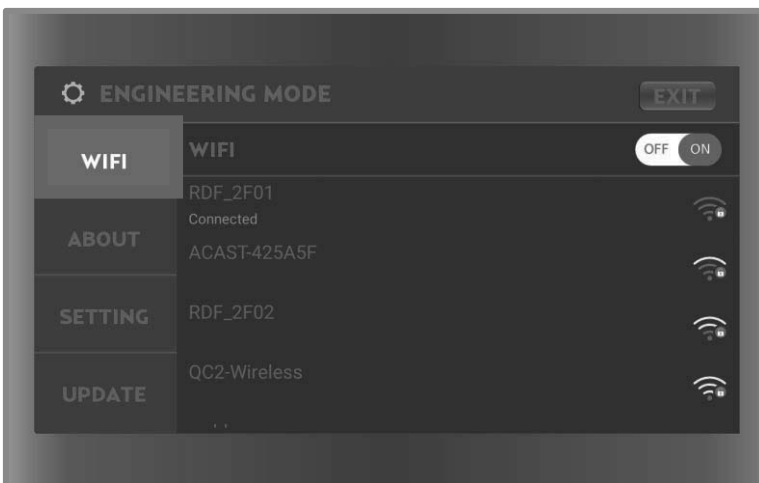 ENGINEERING MODE
EXIT
WIFI
WIFI
OFF ON
RDF_2F01
Connected
ABOUT
ACAST-425A5F
SETTING
RDF_2F02
QC2-Wireless
UPDATE